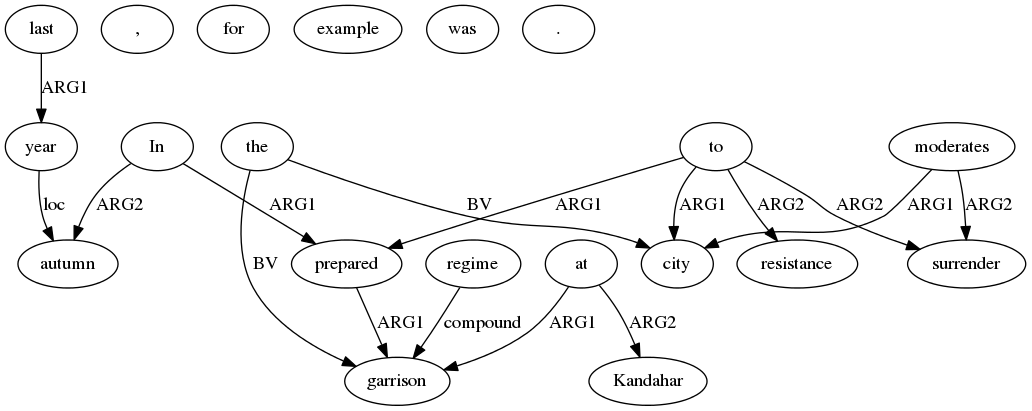 last , for example was .
ARG1
year In the to moderates
loc ARG2 ARG1 BV ARG1 ARG1 ARG2 ARG2 ARG1 ARG2
autumn prepared regime at city resistance surrender
BV ARG1 compound ARG1 ARG2
garrison Kandahar